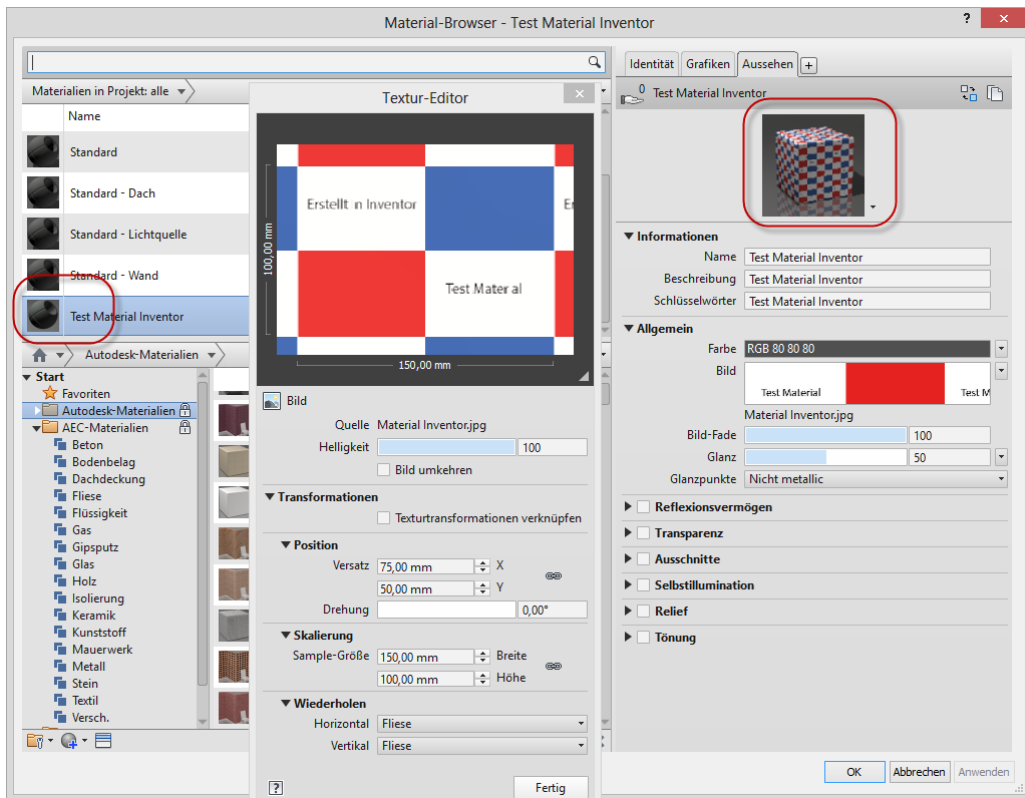 Material-Browser - Test Material Inventor
?
Materialien in Projekt: alle
Name
Standard
Standard - Dach
Standard - Lichtquelle
Standard - Wand
Test Material Inventor
Autodesk-Materialien
Start
Favoriten
Autodesk-Materialien
AEC-Materialien
Beton
Bodenbelag
Dachdeckung
Fliese
Flüssigkeit
Gas
Gipsputz
Glas
Holz
Isolierung
Keramik
Kunststoff
Mauerwerk
Metall
Stein
Textil
Versch.
Textur-Editor
Erstellt in Inventor
Er
Test Mater al
100,00 mm
150,00 mm
Bild
Quelle Material Inventor.jpg
Helligkeit 100
Bild umkehren
Transformationen
Texturtransformationen verknüpfen
Position
Versatz 75,00 mm X
50,00 mm Y
Drehung 0,00°
Skalierung
Sample-Größe 150,00 mm Breite
100,00 mm Höhe
Wiederholen
Horizontal Fliese
Vertikal Fliese
?
Fertig
Identität Grafiken Aussehen +
0 Test Material Inventor
Informationen
Name Test Material Inventor
Beschreibung Test Material Inventor
Schlüsselwörter Test Material Inventor
Allgemein
Farbe RGB 80 80 80
Bild
Test Material Test M
Material Inventor.jpg
Bild-Fade 100
Glanz 50
Glanzpunkte Nicht metallic
Reflexionsvermögen
Transparenz
Ausschnitte
Selbstillumination
Relief
Tönung
OK Abbrechen Anwenden